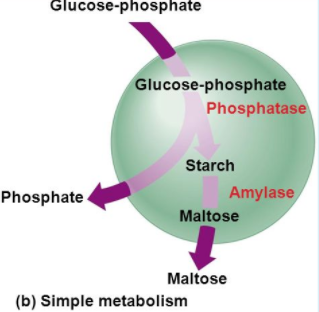 Glucose-phosphate
Glucose-phosphate
Phosphatase
Starch
Phosphate
Amylase
Maltose
Maltose
(b) Simple metabolism